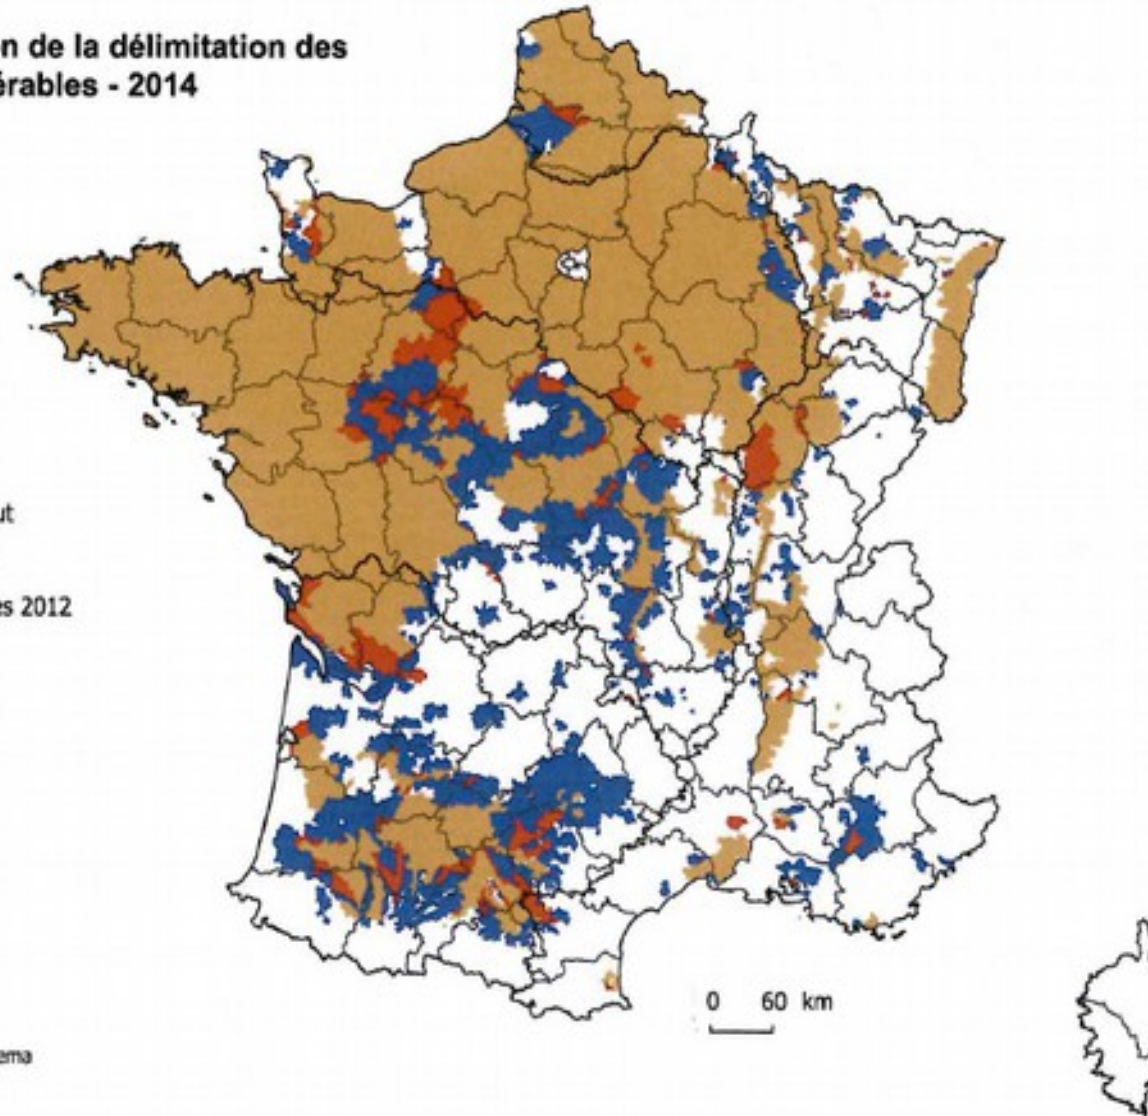 n de la délimitation des
érables - 2014
ut
es 2012
0 60 km
ema